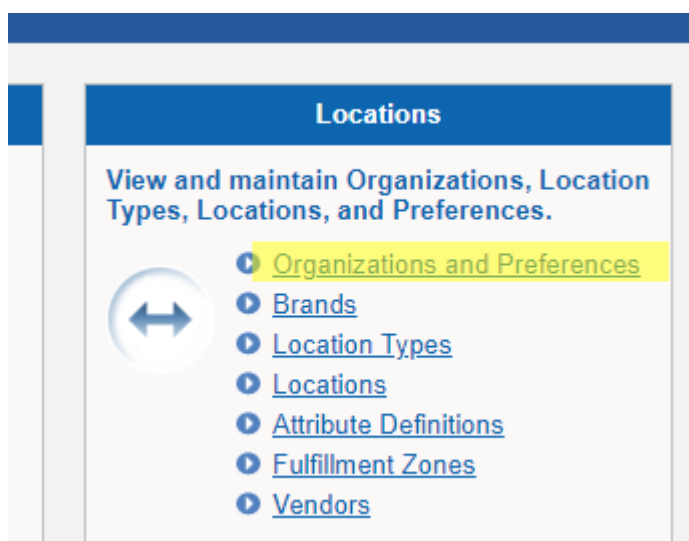 Locations
View and maintain Organizations, Location
Types, Locations, and Preferences.
Organizations and Preferences
Brands
Location Types
Locations
Attribute Definitions
Fulfillment Zones
Vendors